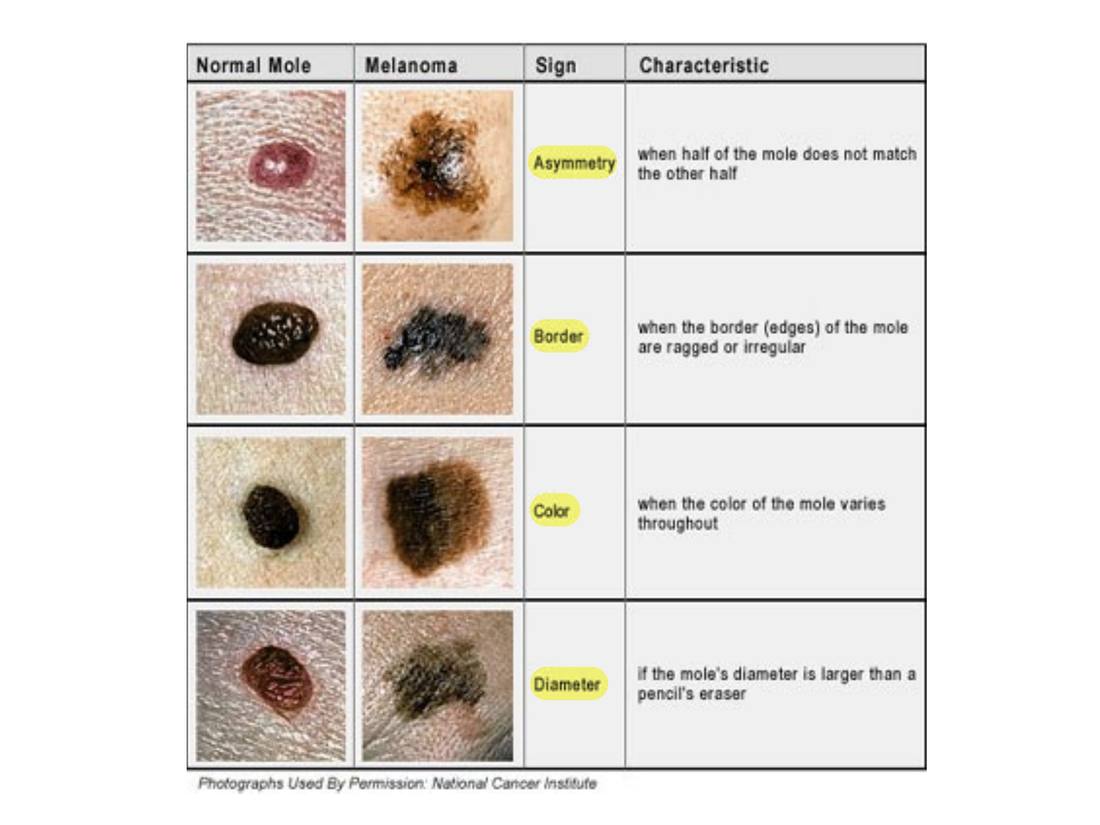 Normal Mole Melanoma Sign Characteristic
Asymmetry
when half of the mole does not match
the other half
Border
when the border (edges) of the mole
are ragged or irregular
Color
when the color of the mole varies
throughout
Diameter
if the mole's diameter is larger than a
pencil's eraser
Photographs Used By Permission: National Cancer Institute